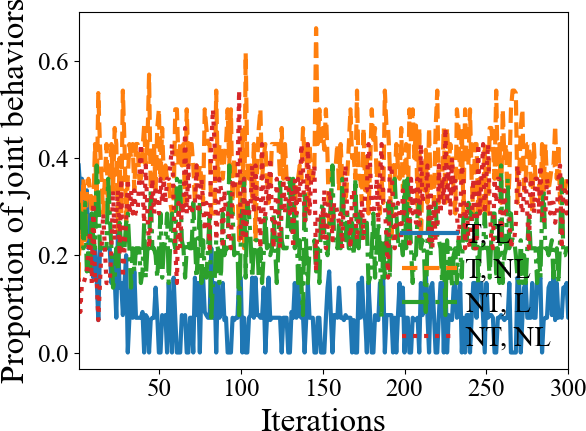 Proportion of joint behaviors
0.6
0.4
0.2
0.0
T, L
T, NL
NT, L
NT, NL
50 100 150 200 250 300
Iterations